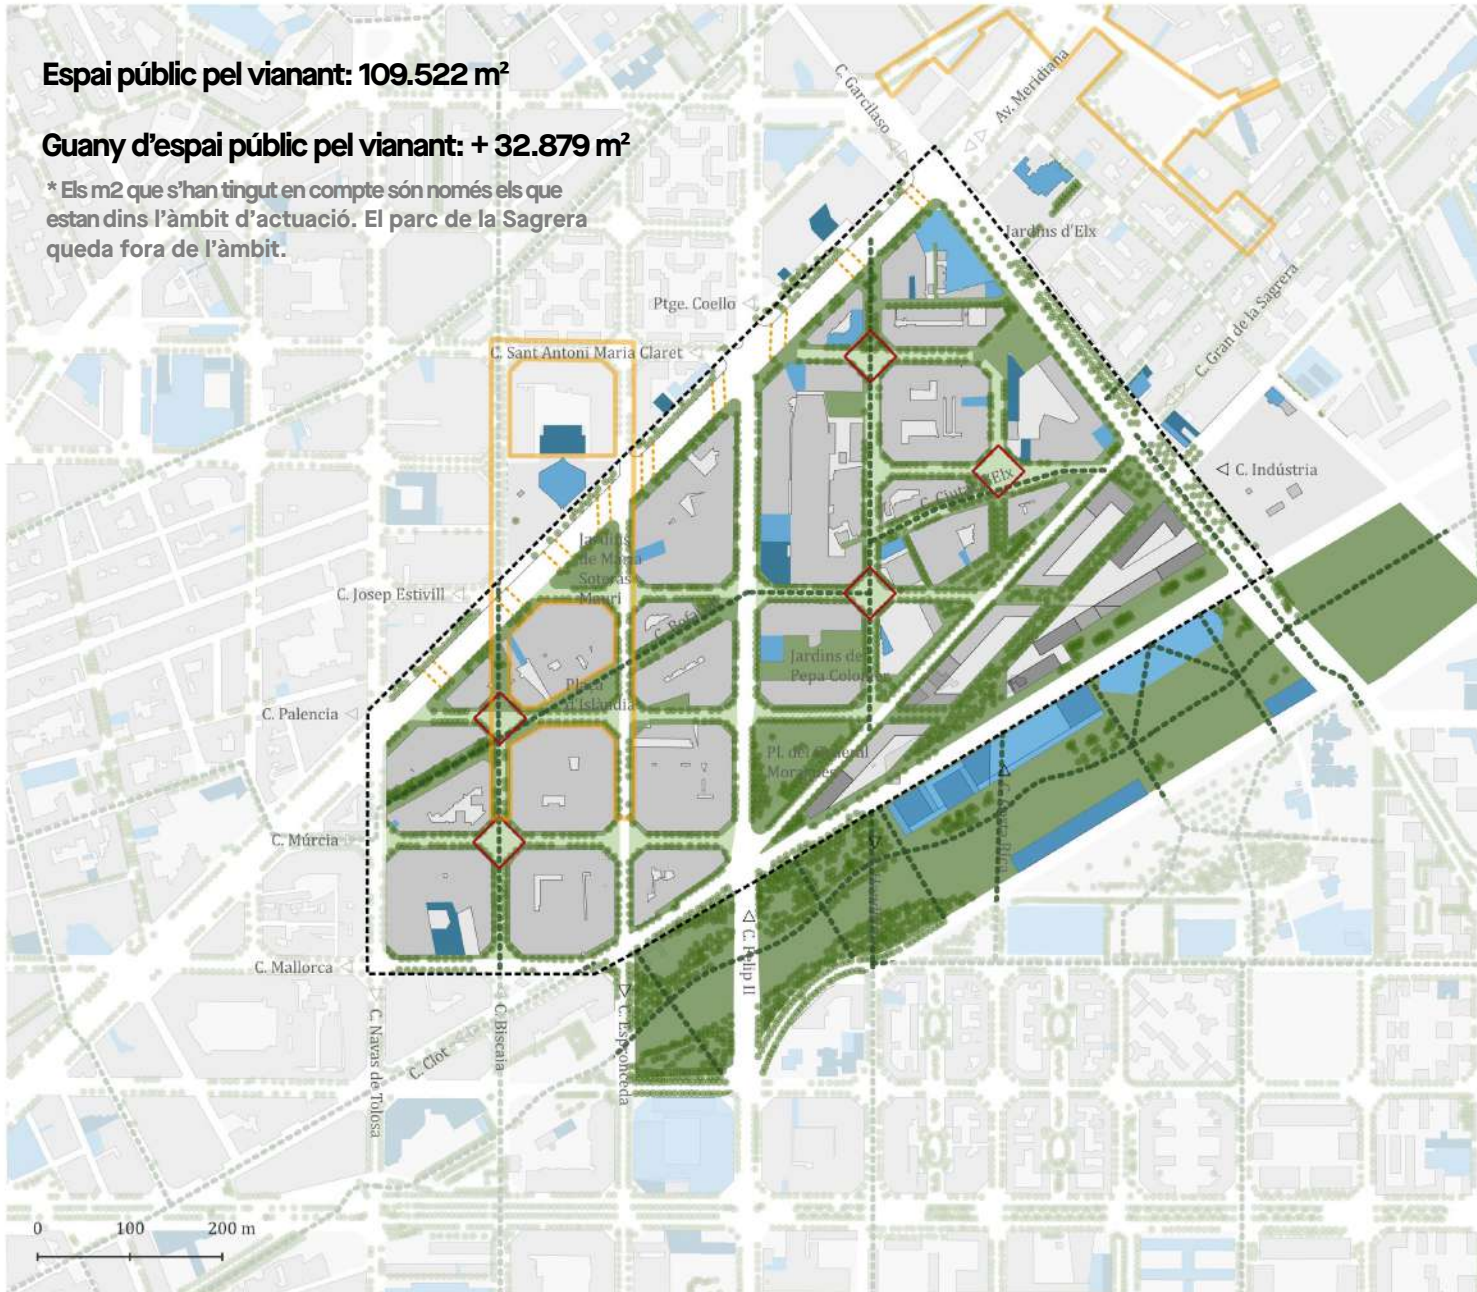 Espai públic pel vianant: 109.522 m²
Guany d'espai públic pel vianant: + 32.879 m²
* Els m2 que s'han tingut en compte són només els que
estan dins l'àmbit d'actuació. El parc de la Sagrera
queda fora de l'àmbit.
C. Garcilaso
Av. Meridiana
Jardins d'Elx
C. Gran de la Sagrera
Ptge. Coello
C. Sant Antoni Maria Claret
C. Indústria
C. Ciutat d'Elx
Jardins
de Maria
Soteras
Mauri
C. Josep Estivill
C. Rofa
Jardins de
Pepa Colomer
Plaça
d'Islàndia
C. Palencia
Pl. del General
Moragues
C. Múrcia
C. Mallorca
C. Felip II
C. Navas de Tolosa
C. Biscaia
C. Clot
C. Espronceda
0 100 200 m